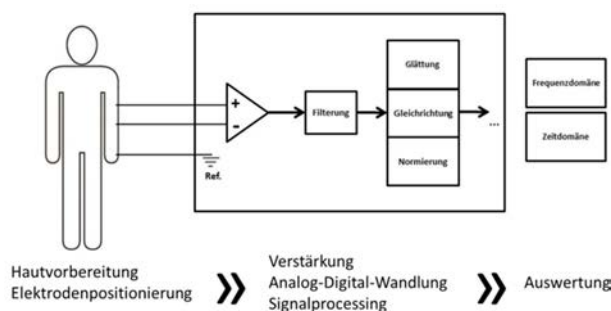 +
-
Ref.
Filterung
Glättung
Gleichrichtung
Normierung
...
Frequenzdomäne
Zeitdomäne
Hautvorbereitung
Elektrodenpositionierung
»
Verstärkung
Analog-Digital-Wandlung
Signalprocessing
»
Auswertung